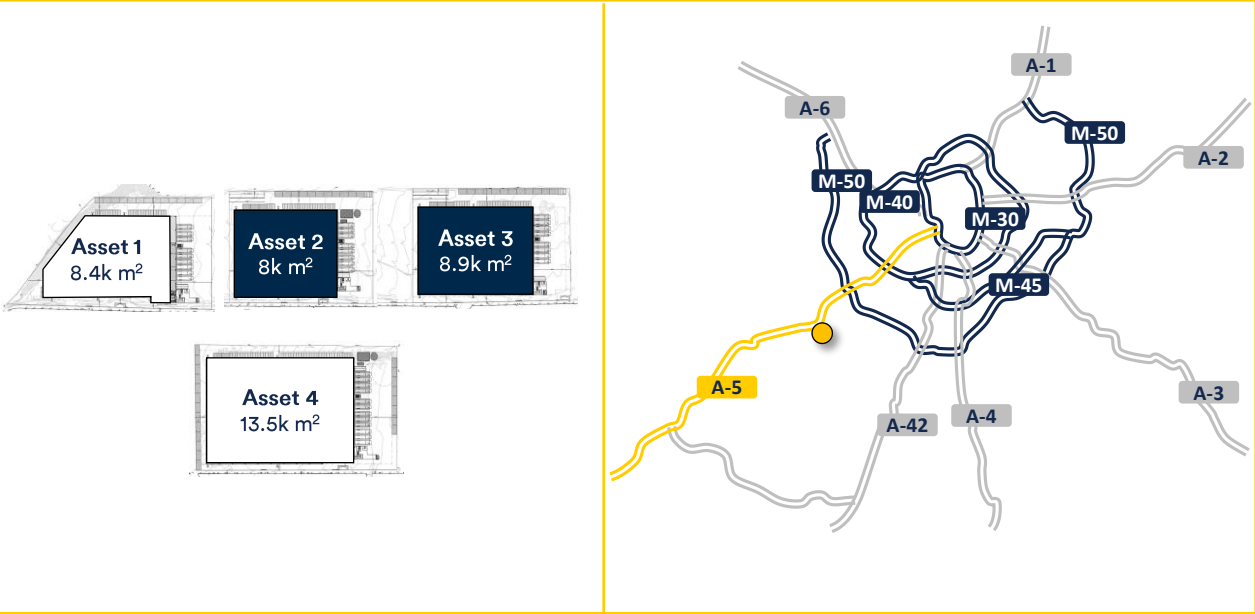 Asset 1
8.4k m²
Asset 2
8k m²
Asset 3
8.9k m²
Asset 4
13.5k m²
A-1
A-6
M-50
A-2
M-50
M-40
M-30
M-45
A-5
A-3
A-42
A-4